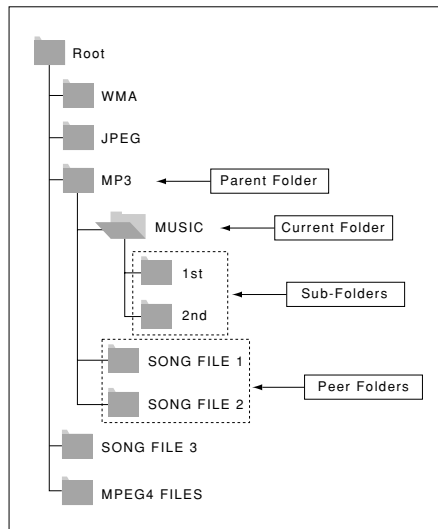 Root
WMA
JPEG
MP3
Parent Folder
MUSIC
Current Folder
1st
Sub-Folders
2nd
SONG FILE 1
Peer Folders
SONG FILE 2
SONG FILE 3
MPEG4 FILES